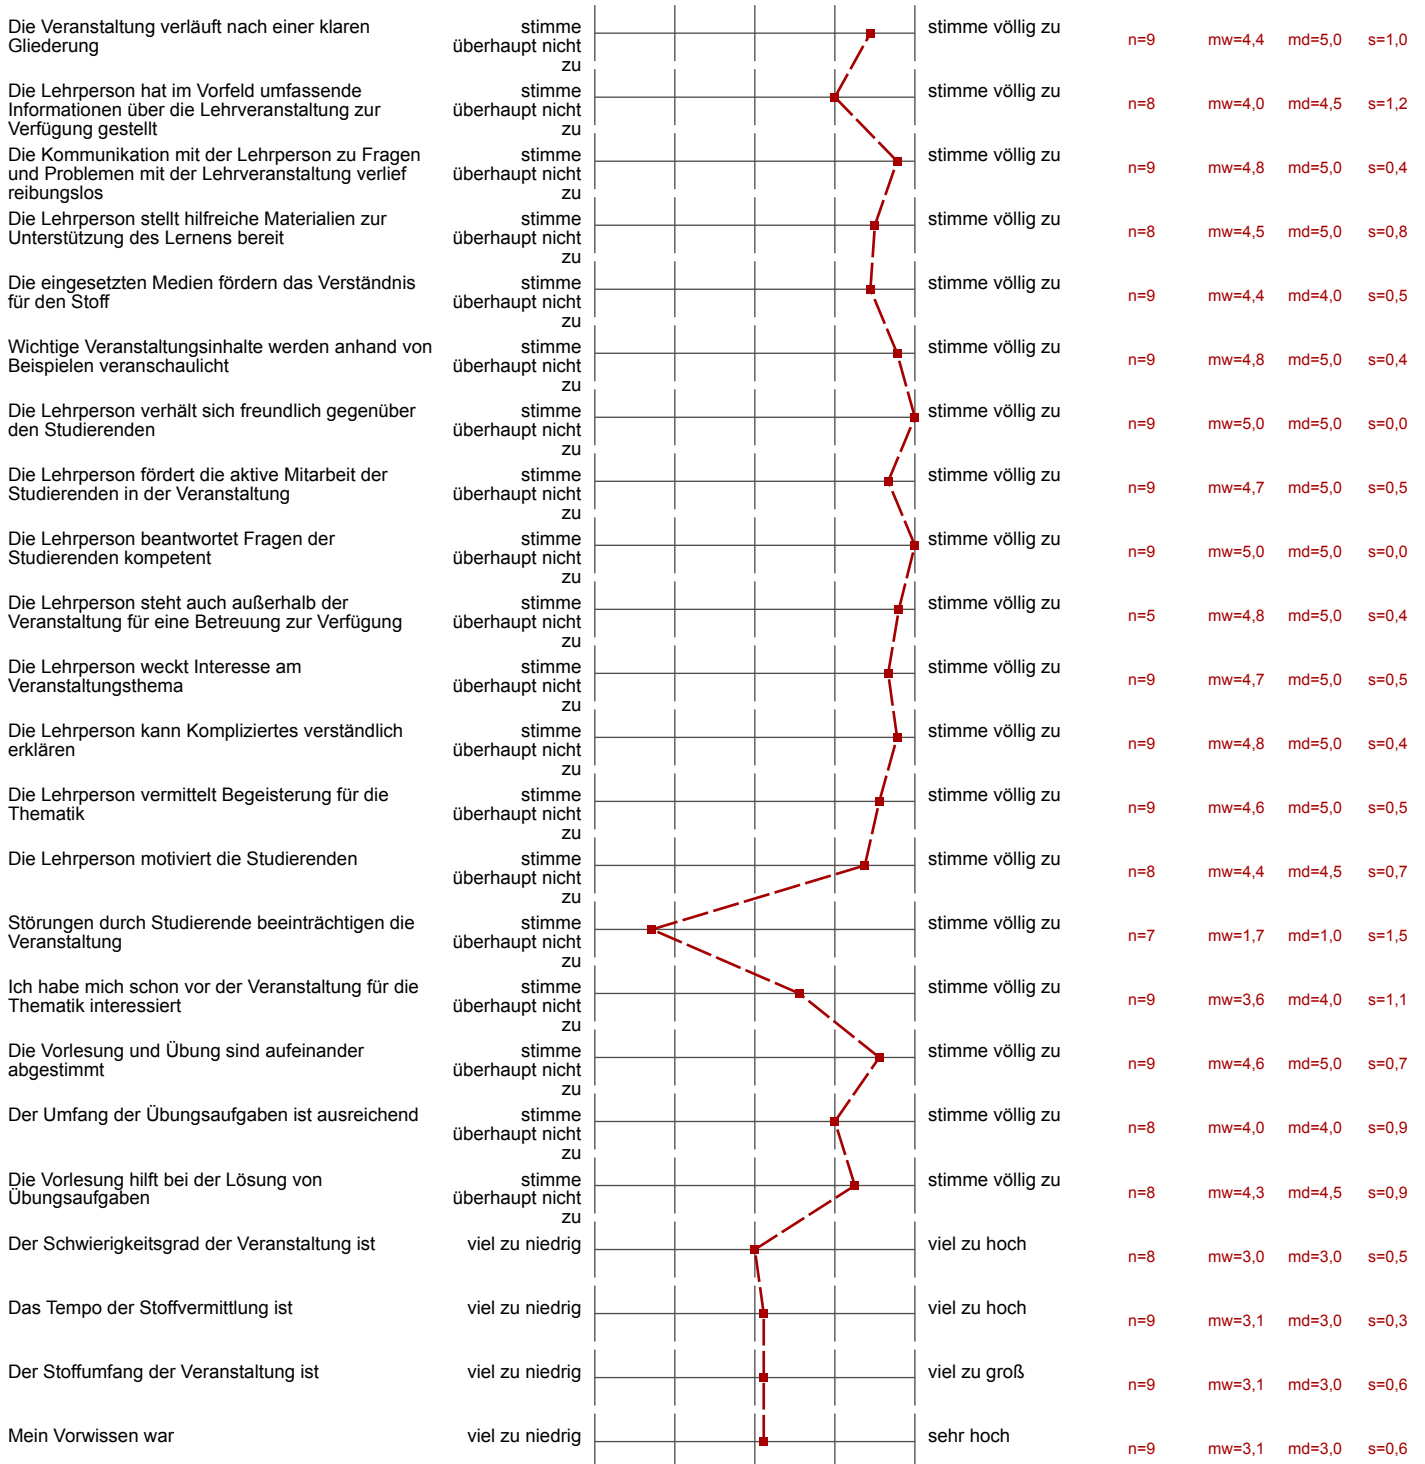 Die Veranstaltung verläuft nach einer klaren
Gliederung
stimme
überhaupt nicht
zu
stimme völlig zu
n=9 mw=4,4 md=5,0 s=1,0
Die Lehrperson hat im Vorfeld umfassende
Informationen über die Lehrveranstaltung zur
Verfügung gestellt
stimme
überhaupt nicht
zu
stimme völlig zu
n=8 mw=4,0 md=4,5 s=1,2
Die Kommunikation mit der Lehrperson zu Fragen
und Problemen mit der Lehrveranstaltung verlief
reibungslos
stimme
überhaupt nicht
zu
stimme völlig zu
n=9 mw=4,8 md=5,0 s=0,4
Die Lehrperson stellt hilfreiche Materialien zur
Unterstützung des Lernens bereit
stimme
überhaupt nicht
zu
stimme völlig zu
n=8 mw=4,5 md=5,0 s=0,8
Die eingesetzten Medien fördern das Verständnis
für den Stoff
stimme
überhaupt nicht
zu
stimme völlig zu
n=9 mw=4,4 md=4,0 s=0,5
Wichtige Veranstaltungsinhalte werden anhand von
Beispielen veranschaulicht
stimme
überhaupt nicht
zu
stimme völlig zu
n=9 mw=4,8 md=5,0 s=0,4
Die Lehrperson verhält sich freundlich gegenüber
den Studierenden
stimme
überhaupt nicht
zu
stimme völlig zu
n=9 mw=5,0 md=5,0 s=0,0
Die Lehrperson fördert die aktive Mitarbeit der
Studierenden in der Veranstaltung
stimme
überhaupt nicht
zu
stimme völlig zu
n=9 mw=4,7 md=5,0 s=0,5
Die Lehrperson beantwortet Fragen der
Studierenden kompetent
stimme
überhaupt nicht
zu
stimme völlig zu
n=9 mw=5,0 md=5,0 s=0,0
Die Lehrperson steht auch außerhalb der
Veranstaltung für eine Betreuung zur Verfügung
stimme
überhaupt nicht
zu
stimme völlig zu
n=5 mw=4,8 md=5,0 s=0,4
Die Lehrperson weckt Interesse am
Veranstaltungsthema
stimme
überhaupt nicht
zu
stimme völlig zu
n=9 mw=4,7 md=5,0 s=0,5
Die Lehrperson kann Kompliziertes verständlich
erklären
stimme
überhaupt nicht
zu
stimme völlig zu
n=9 mw=4,8 md=5,0 s=0,4
Die Lehrperson vermittelt Begeisterung für die
Thematik
stimme
überhaupt nicht
zu
stimme völlig zu
n=9 mw=4,6 md=5,0 s=0,5
Die Lehrperson motiviert die Studierenden
stimme
überhaupt nicht
zu
stimme völlig zu
n=8 mw=4,4 md=4,5 s=0,7
Störungen durch Studierende beeinträchtigen die
Veranstaltung
stimme
überhaupt nicht
zu
stimme völlig zu
n=7 mw=1,7 md=1,0 s=1,5
Ich habe mich schon vor der Veranstaltung für die
Thematik interessiert
stimme
überhaupt nicht
zu
stimme völlig zu
n=9 mw=3,6 md=4,0 s=1,1
Die Vorlesung und Übung sind aufeinander
abgestimmt
stimme
überhaupt nicht
zu
stimme völlig zu
n=9 mw=4,6 md=5,0 s=0,7
Der Umfang der Übungsaufgaben ist ausreichend
stimme
überhaupt nicht
zu
stimme völlig zu
n=8 mw=4,0 md=4,0 s=0,9
Die Vorlesung hilft bei der Lösung von
Übungsaufgaben
stimme
überhaupt nicht
zu
stimme völlig zu
n=8 mw=4,3 md=4,5 s=0,9
Der Schwierigkeitsgrad der Veranstaltung ist
viel zu niedrig
viel zu hoch
n=8 mw=3,0 md=3,0 s=0,5
Das Tempo der Stoffvermittlung ist
viel zu niedrig
viel zu hoch
n=9 mw=3,1 md=3,0 s=0,3
Der Stoffumfang der Veranstaltung ist
viel zu niedrig
viel zu groß
n=9 mw=3,1 md=3,0 s=0,6
Mein Vorwissen war
viel zu niedrig
sehr hoch
n=9 mw=3,1 md=3,0 s=0,6